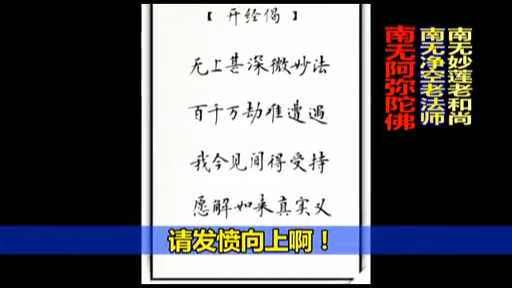 【开经偈】
无上甚深微妙法
百千万劫难遭遇
我今见闻得受持
愿解如来真实义
请发愤向上啊！
南无妙莲老和尚
南无净空老法师
南无阿弥陀佛